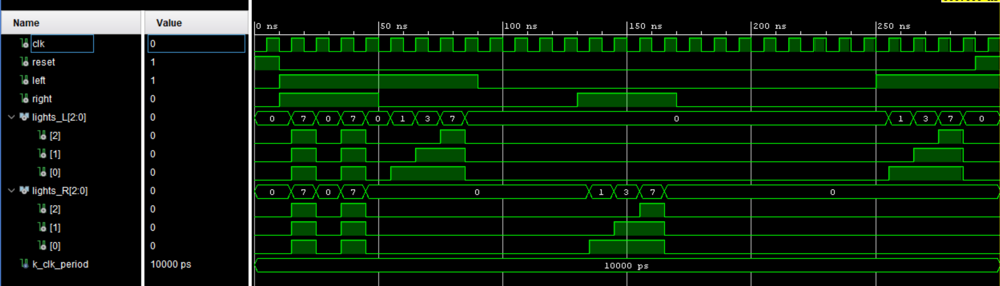 Name Value
0 ns 50 ns 100 ns 150 ns 200 ns 250 ns
clk 0
reset 1
left 1
right 0
lights_L[2:0] 0 0 7 0 7 0 1 3 7 0 1 3 7 0
[2] 0
[1] 0
[0] 0
lights_R[2:0] 0 0 7 0 7 0 1 3 7 0
[2] 0
[1] 0
[0] 0
k_clk_period 10000 ps 10000 ps